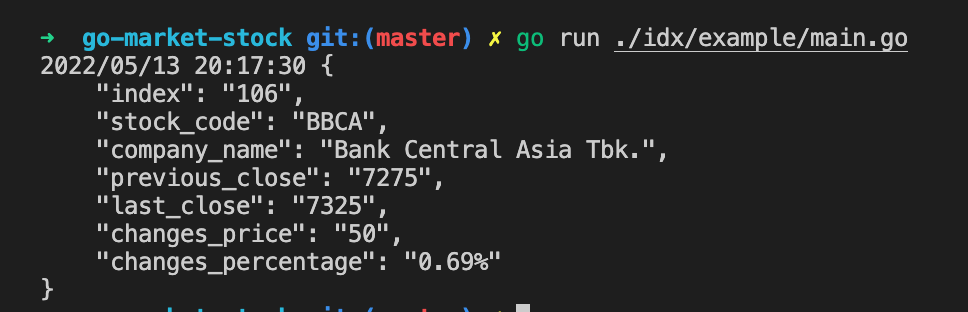 ➜  go-market-stock git:(master) ✗ go run ./idx/example/main.go
2022/05/13 20:17:30 {
    "index": "106",
    "stock_code": "BBCA",
    "company_name": "Bank Central Asia Tbk.",
    "previous_close": "7275",
    "last_close": "7325",
    "changes_price": "50",
    "changes_percentage": "0.69%"
}